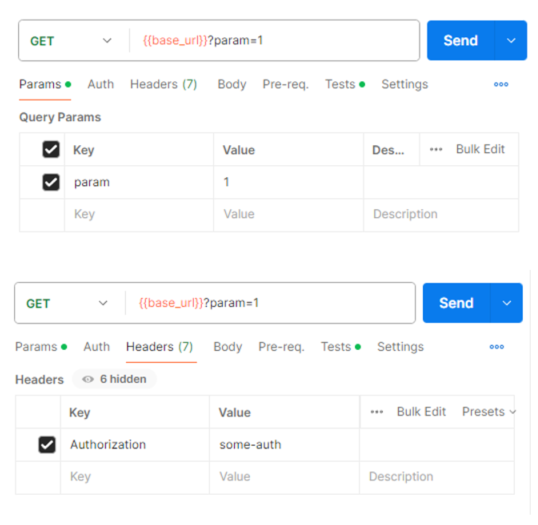 GET {{base_url}}?param=1 Send
Params Auth Headers (7) Body Pre-req. Tests Settings
Query Params
Key Value Des... Bulk Edit
param 1
Key Value Description
GET {{base_url}}?param=1 Send
Params Auth Headers (7) Body Pre-req. Tests Settings
Headers 6 hidden
Key Value Bulk Edit Presets
Authorization some-auth
Key Value Description